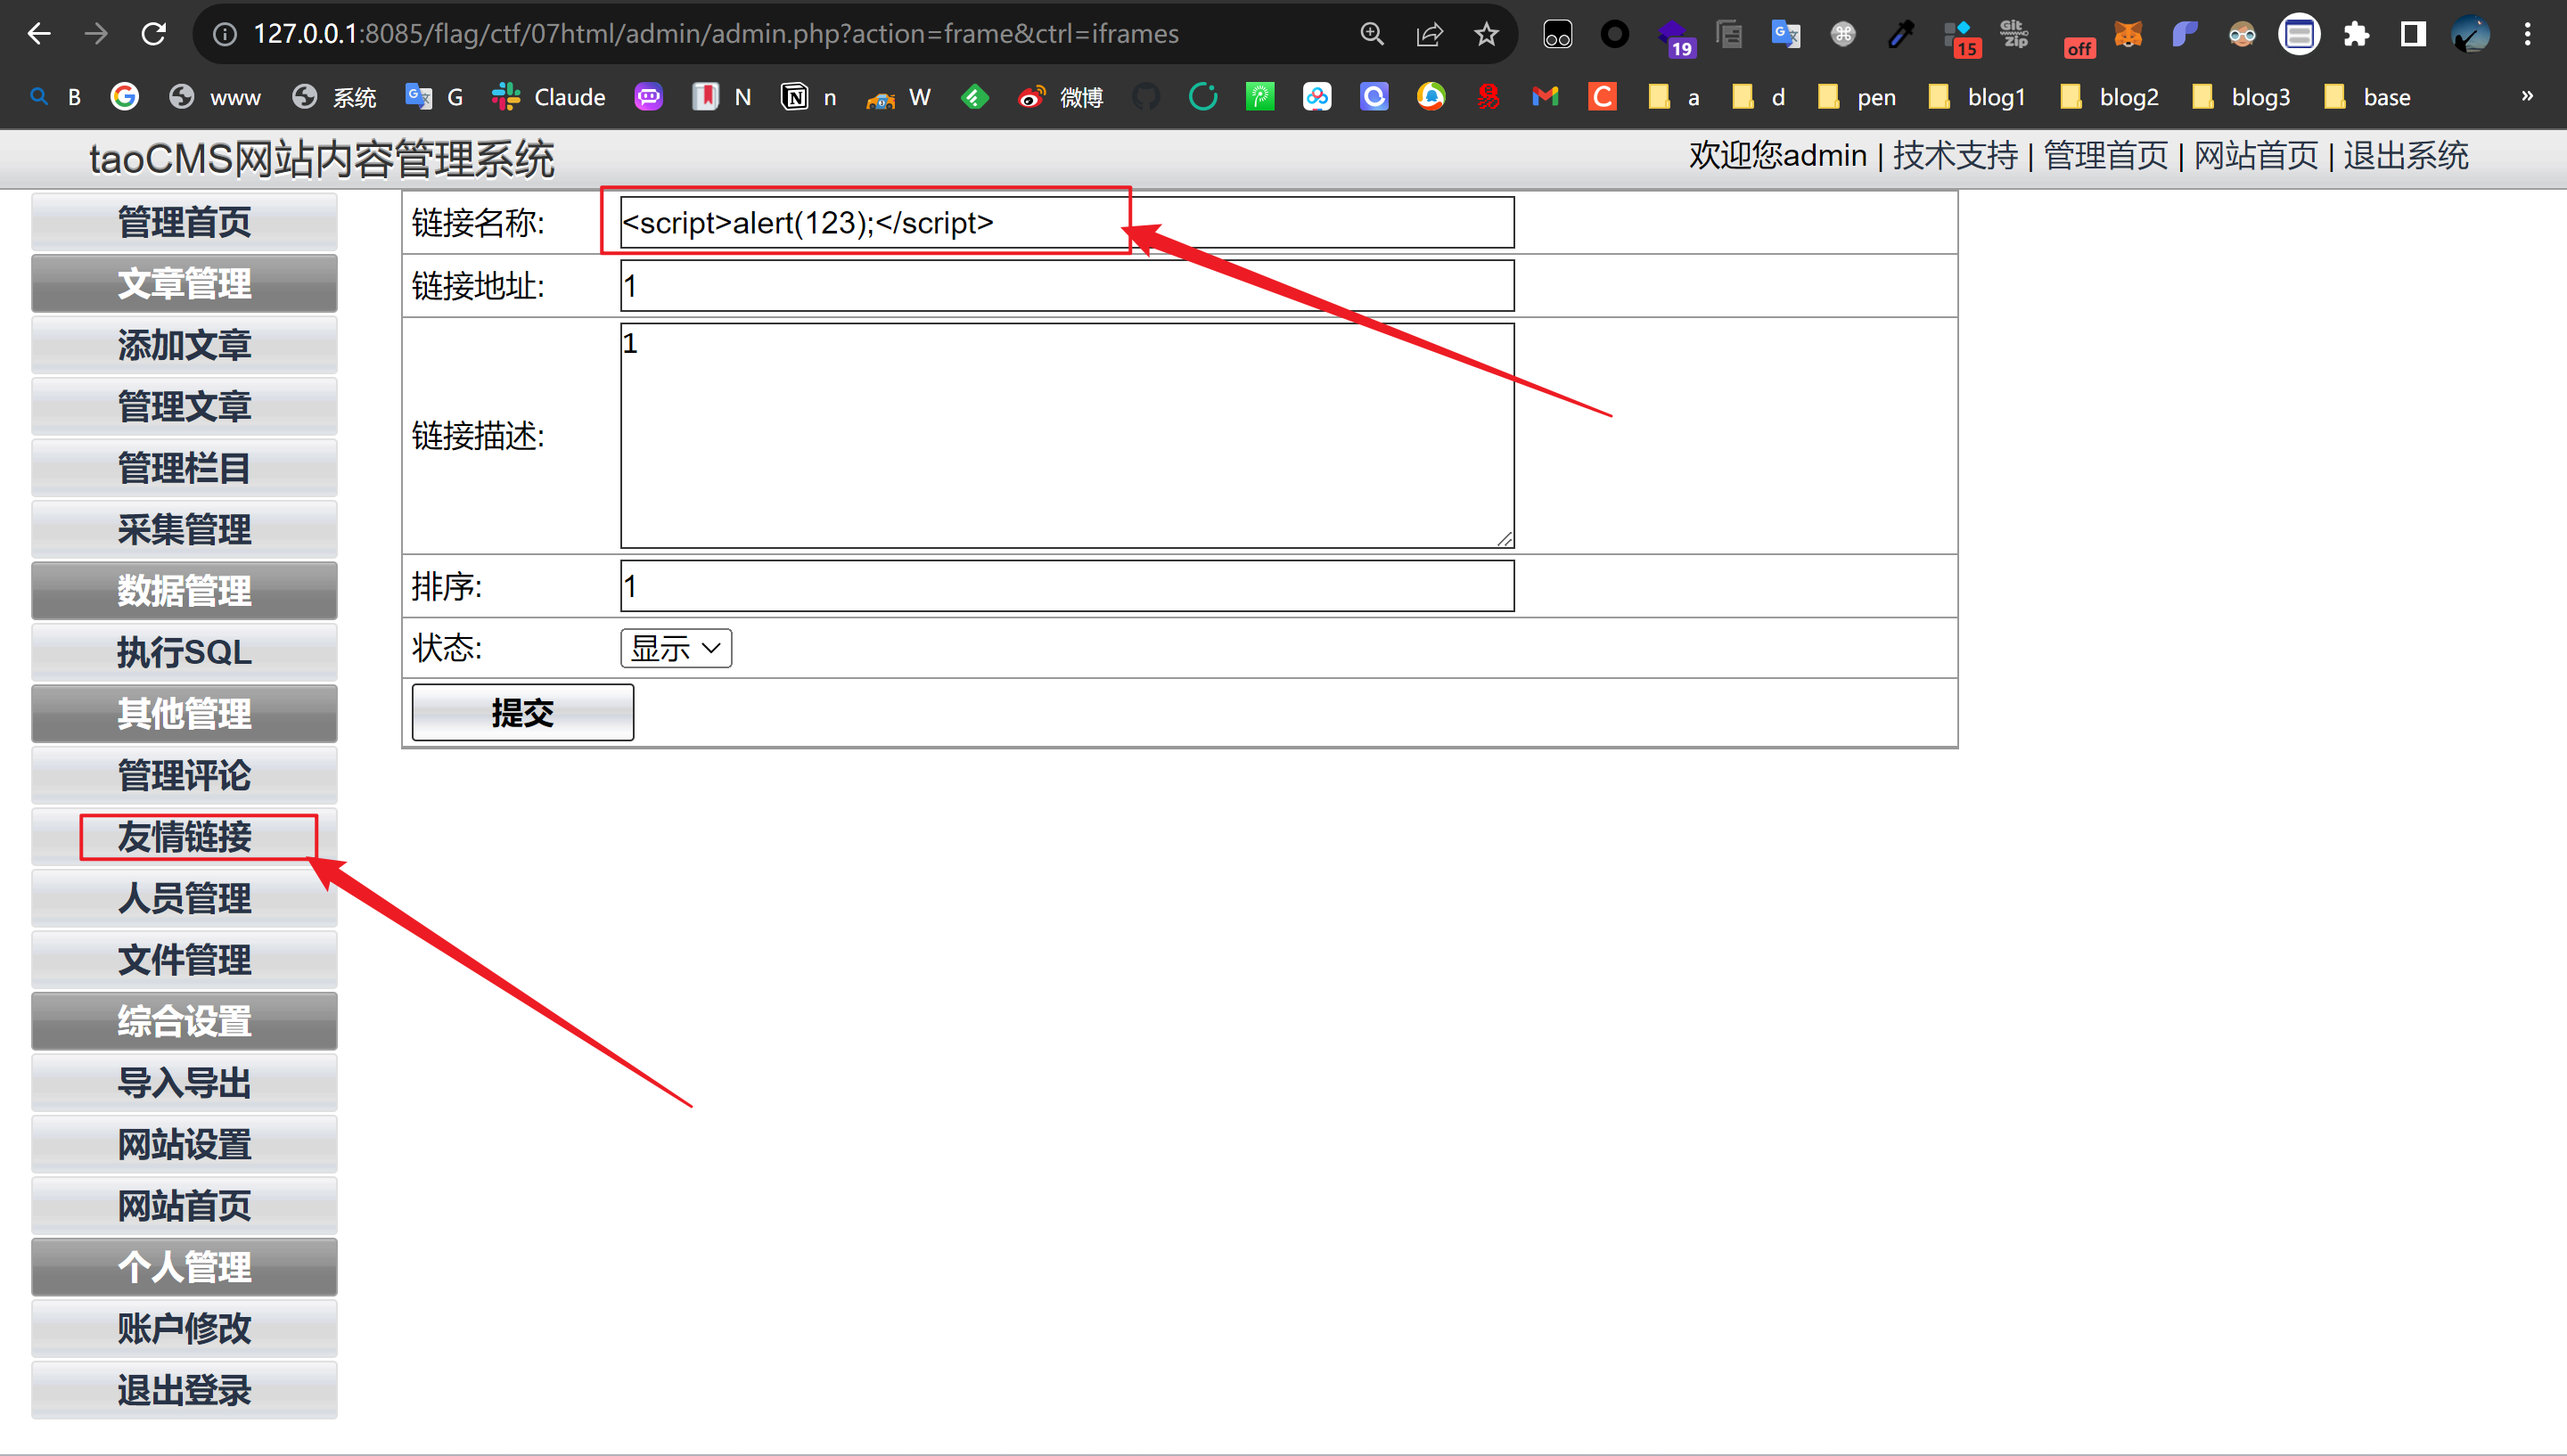 127.0.0.1:8085/flag/ctf/07html/admin/admin.php?action=frame&ctrl=iframes
19
15
Git Zip
off
B
www
系统
G
Claude
N
n
W
微博
a
d
pen
blog1
blog2
blog3
base
»
taoCMS网站内容管理系统
欢迎您admin | 技术支持 | 管理首页 | 网站首页 | 退出系统
管理首页
文章管理
添加文章
管理文章
管理栏目
采集管理
数据管理
执行SQL
其他管理
管理评论
友情链接
人员管理
文件管理
综合设置
导入导出
网站设置
网站首页
个人管理
账户修改
退出登录
链接名称: <script>alert(123);</script>
链接地址: 1
链接描述: 1
排序: 1
状态: 显示
提交